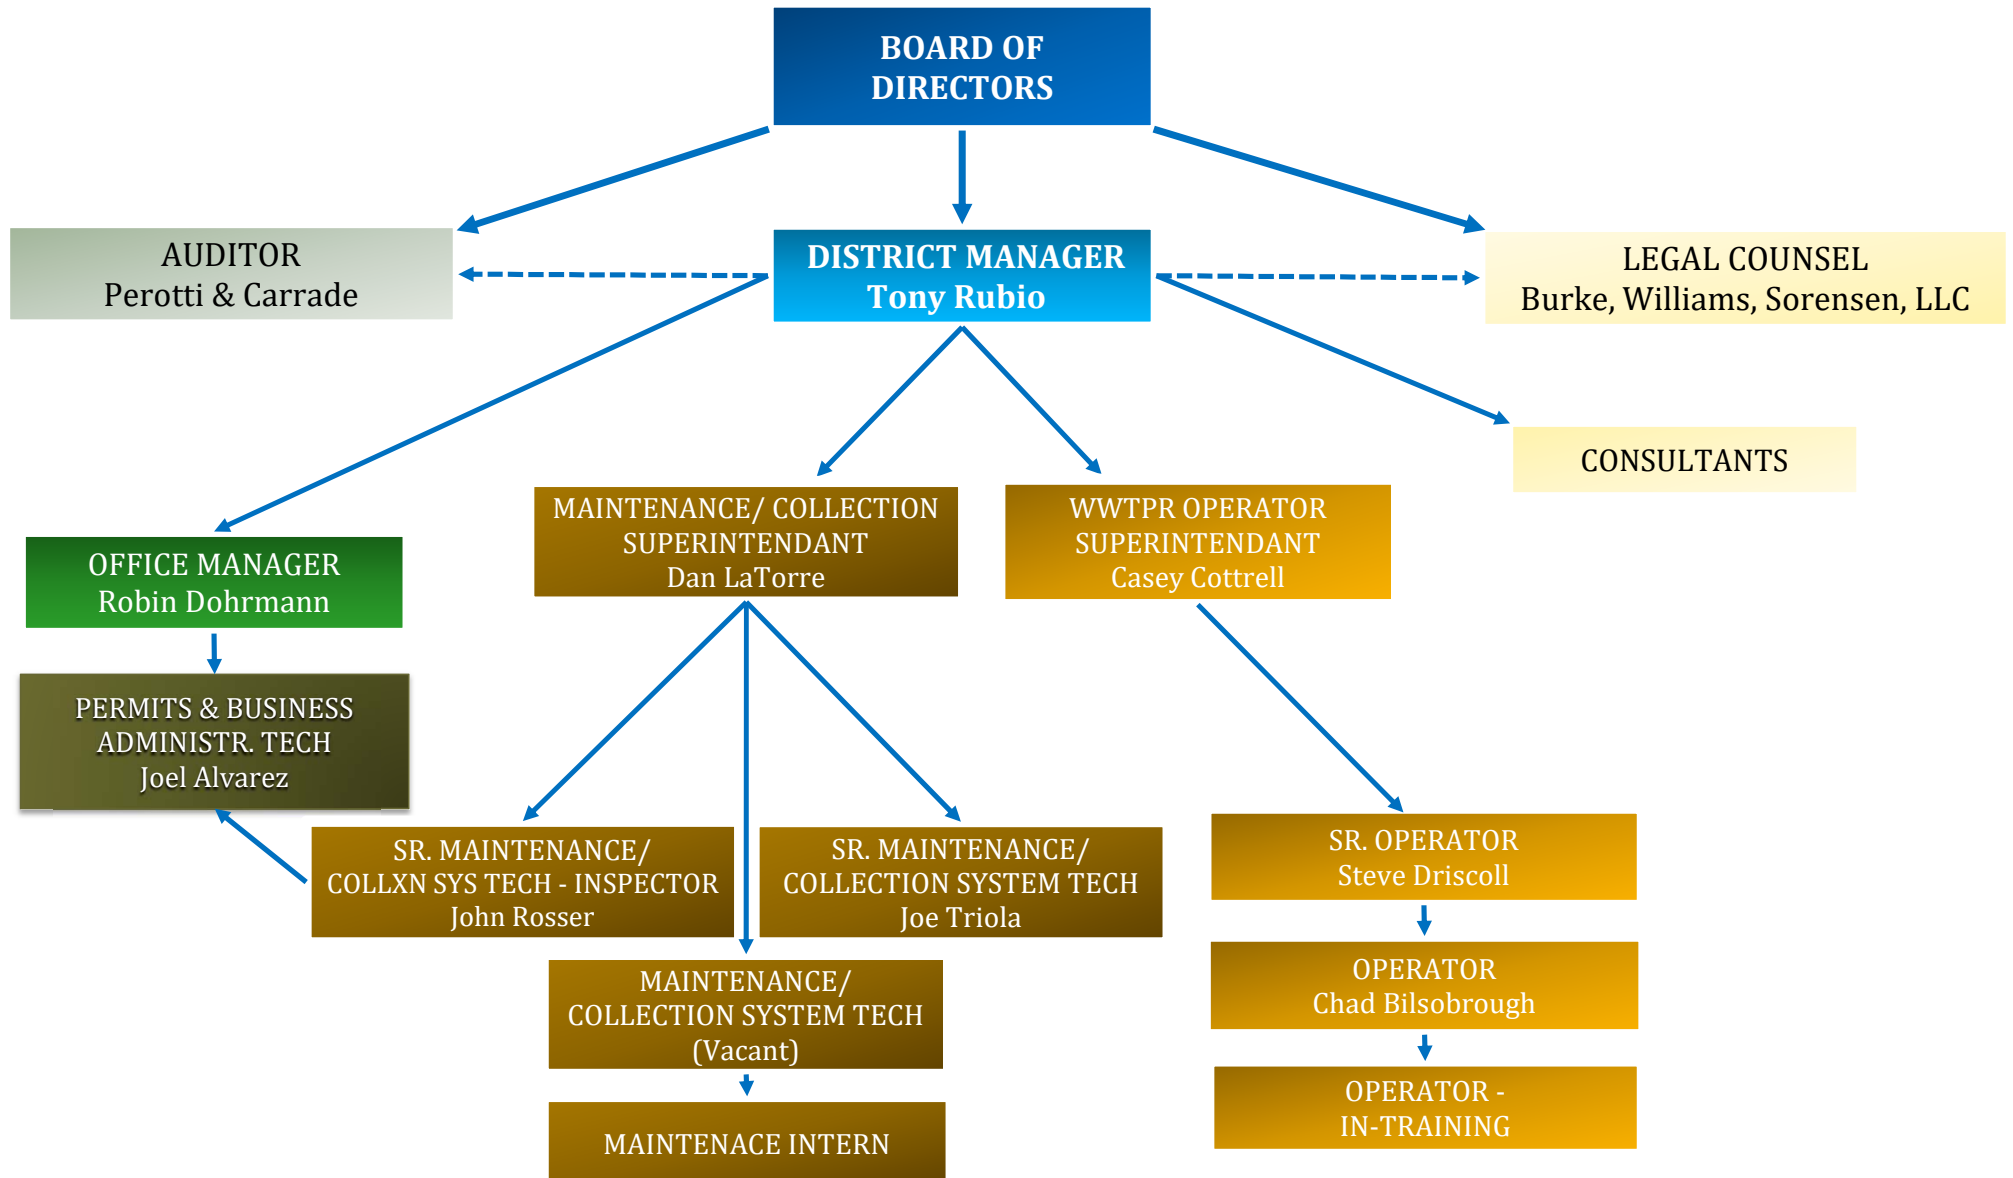 BOARD OF
DIRECTORS
AUDITOR
Perotti & Carrade
DISTRICT MANAGER
Tony Rubio
LEGAL COUNSEL
Burke, Williams, Sorensen, LLC
CONSULTANTS
OFFICE MANAGER
Robin Dohrmann
MAINTENANCE/ COLLECTION
SUPERINTENDANT
Dan LaTorre
WWTPR OPERATOR
SUPERINTENDANT
Casey Cottrell
PERMITS & BUSINESS
ADMINISTR. TECH
Joel Alvarez
SR. MAINTENANCE/
COLLXN SYS TECH - INSPECTOR
John Rosser
SR. MAINTENANCE/
COLLECTION SYSTEM TECH
Joe Triola
SR. OPERATOR
Steve Driscoll
MAINTENANCE/
COLLECTION SYSTEM TECH
(Vacant)
OPERATOR
Chad Bilsobrough
MAINTENACE INTERN
OPERATOR -
IN-TRAINING